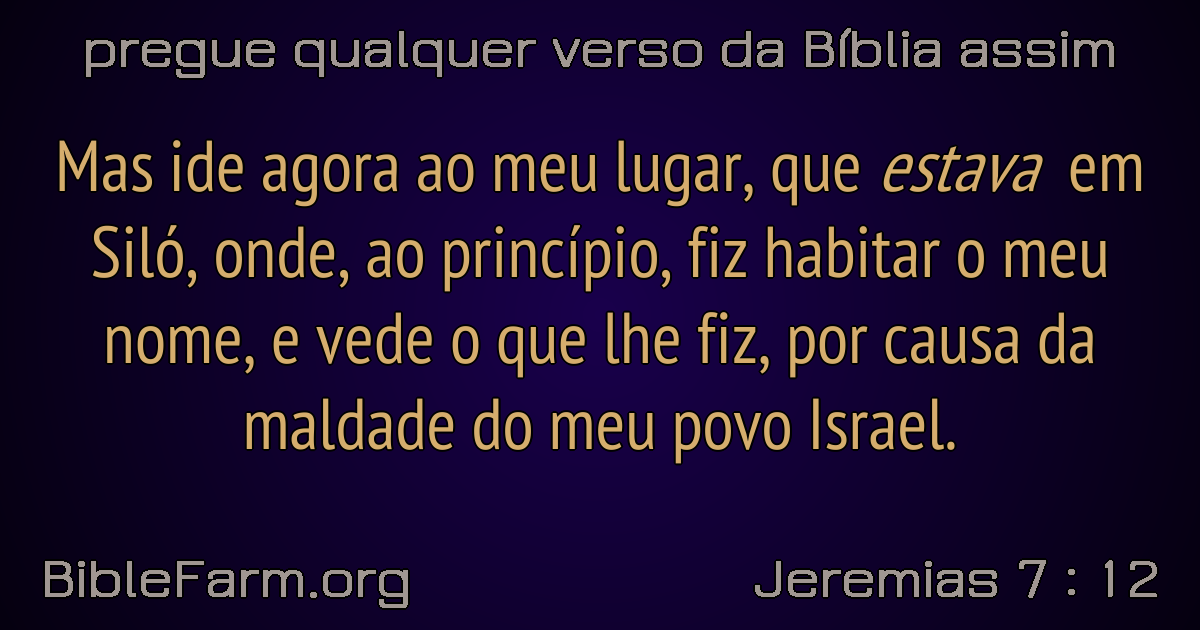 pregue qualquer verso da Bíblia assim
Mas ide agora ao meu lugar, que estava em
Siló, onde, ao princípio, fiz habitar o meu
nome, e vede o que lhe fiz, por causa da
maldade do meu povo Israel.
BibleFarm.org
Jeremias 7 : 12